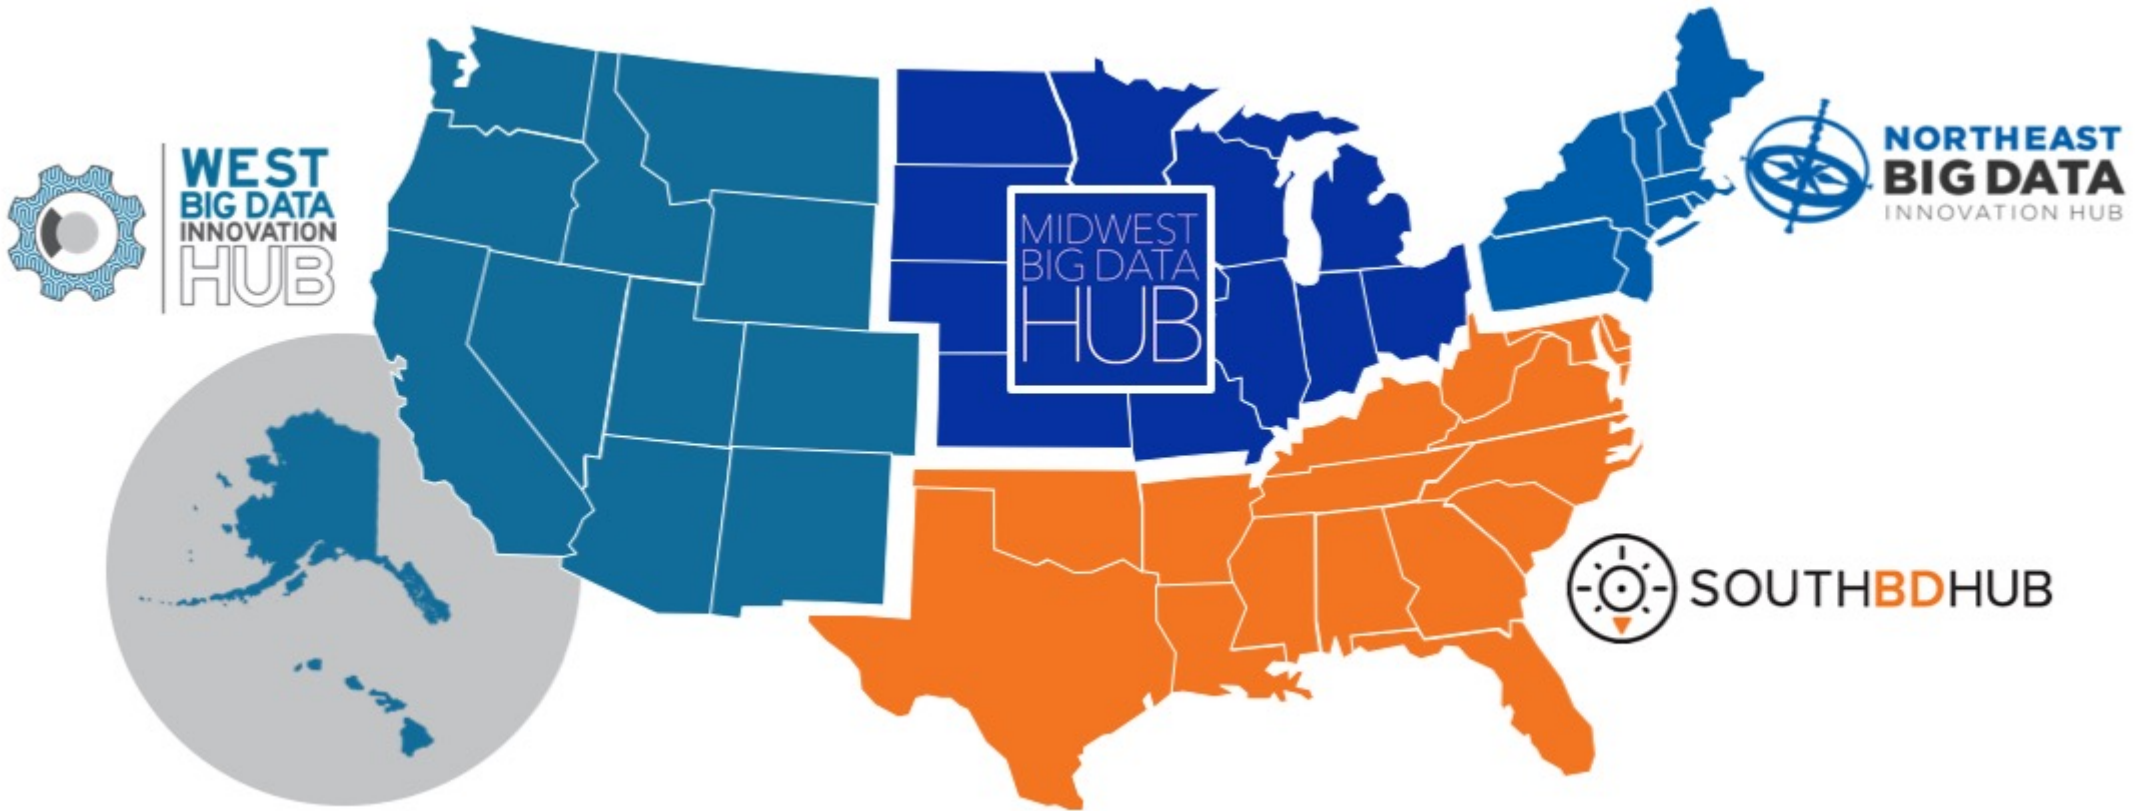 WEST
BIG DATA
INNOVATION
HUB
MIDWEST
BIG DATA
HUB
NORTHEAST
BIG DATA
INNOVATION HUB
SOUTHBDHUB